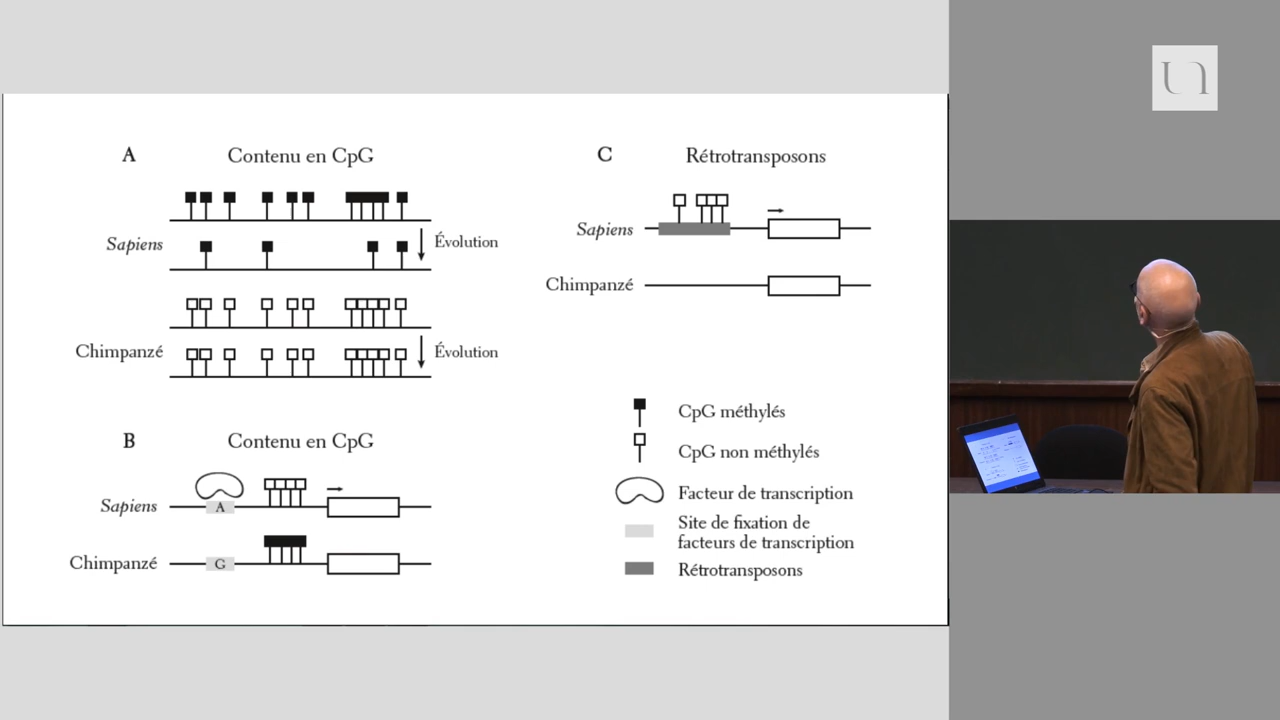 A
Contenu en CpG
Sapiens
Évolution
Chimpanzé
Évolution
B
Contenu en CpG
Sapiens
A
Chimpanzé
G
C
Rétrotransposons
Sapiens
Chimpanzé
CpG méthylés
CpG non méthylés
Facteur de transcription
Site de fixation de
facteurs de transcription
Rétrotransposons